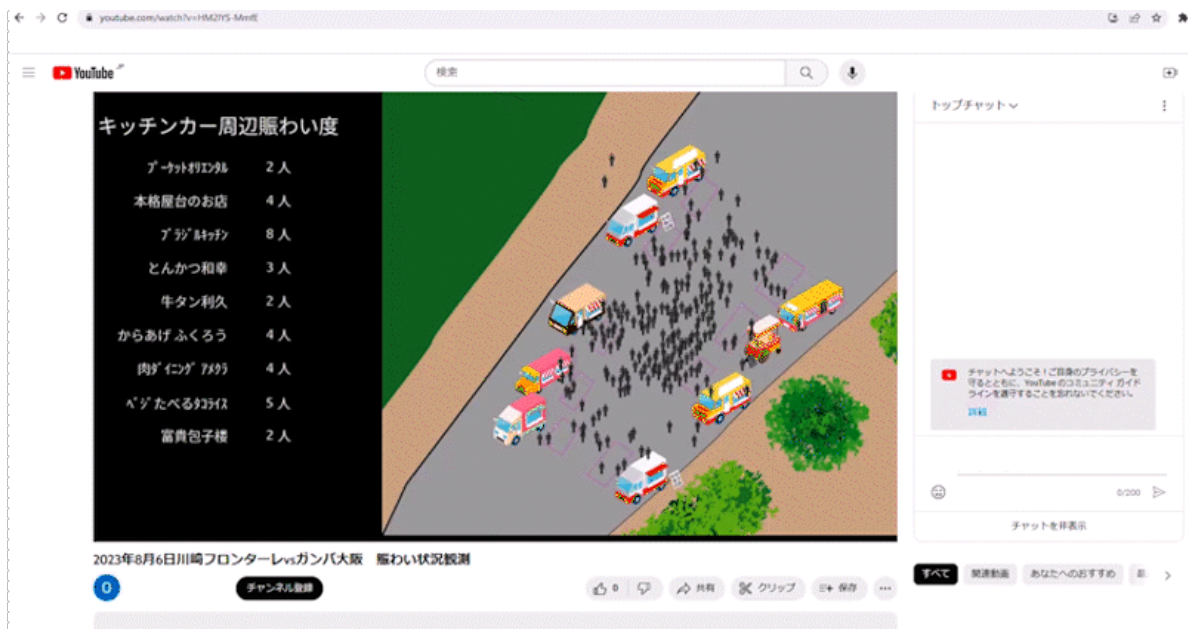 youtube.com/watch?v=HM2IYS-MmfE
YouTube JP
検索
キッチンカー周辺賑わい度
プーケットオリエンタル 2人
本格屋台のお店 4人
ブラジルキッチン 8人
とんかつ和幸 3人
牛タン利久 2人
からあげ ふくろう 4人
肉ダイニング アメクラ 4人
ベジたべるタコライス 5人
富貴包子楼 2人
トップチャット
チャットへようこそ！ご自身のプライバシーを
守るとともに、YouTube のコミュニティ ガイド
ラインを遵守することを忘れないでください。
詳細
0/200
チャットを非表示
2023年8月6日川崎フロンターレvsガンバ大阪　賑わい状況観測
O
チャンネル登録
0
共有
クリップ
保存
すべて
関連動画
あなたへのおすすめ